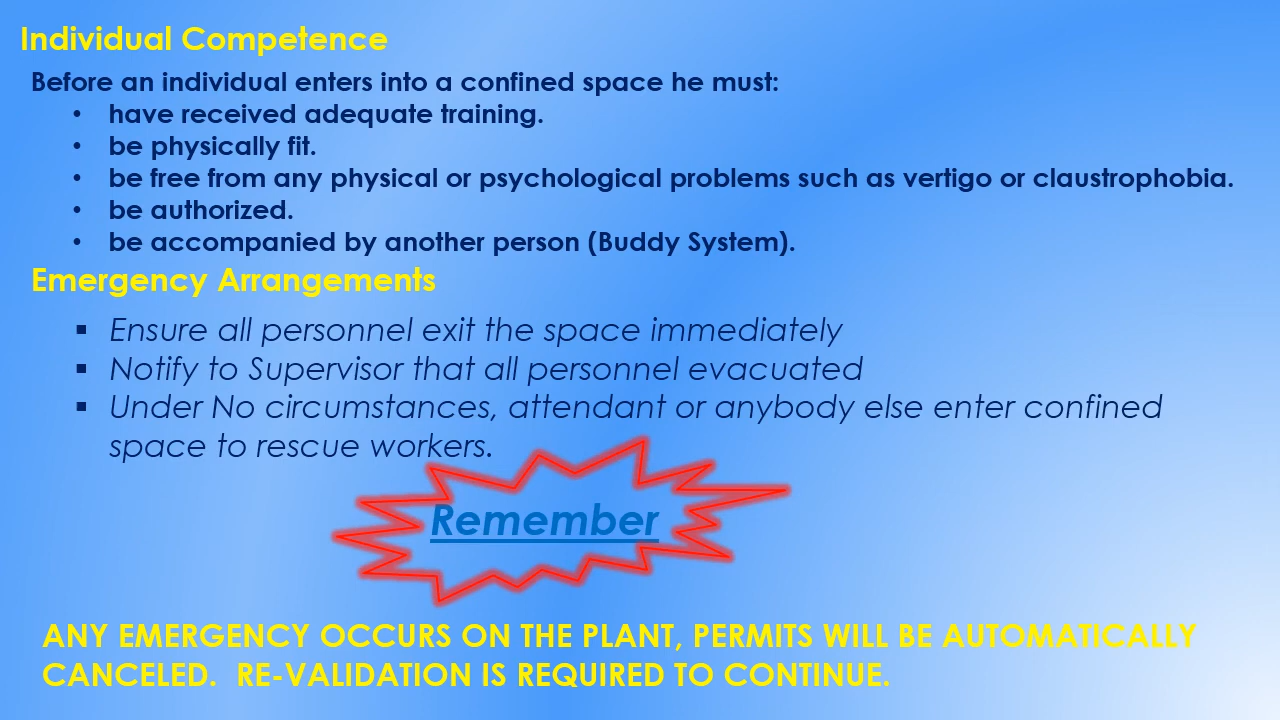 Individual Competence
Before an individual enters into a confined space he must:
• have received adequate training.
• be physically fit.
• be free from any physical or psychological problems such as vertigo or claustrophobia.
• be authorized.
• be accompanied by another person (Buddy System).
Emergency Arrangements
▪ Ensure all personnel exit the space immediately
▪ Notify to Supervisor that all personnel evacuated
▪ Under No circumstances, attendant or anybody else enter confined
space to rescue workers.
Remember
ANY EMERGENCY OCCURS ON THE PLANT, PERMITS WILL BE AUTOMATICALLY
CANCELED.  RE-VALIDATION IS REQUIRED TO CONTINUE.